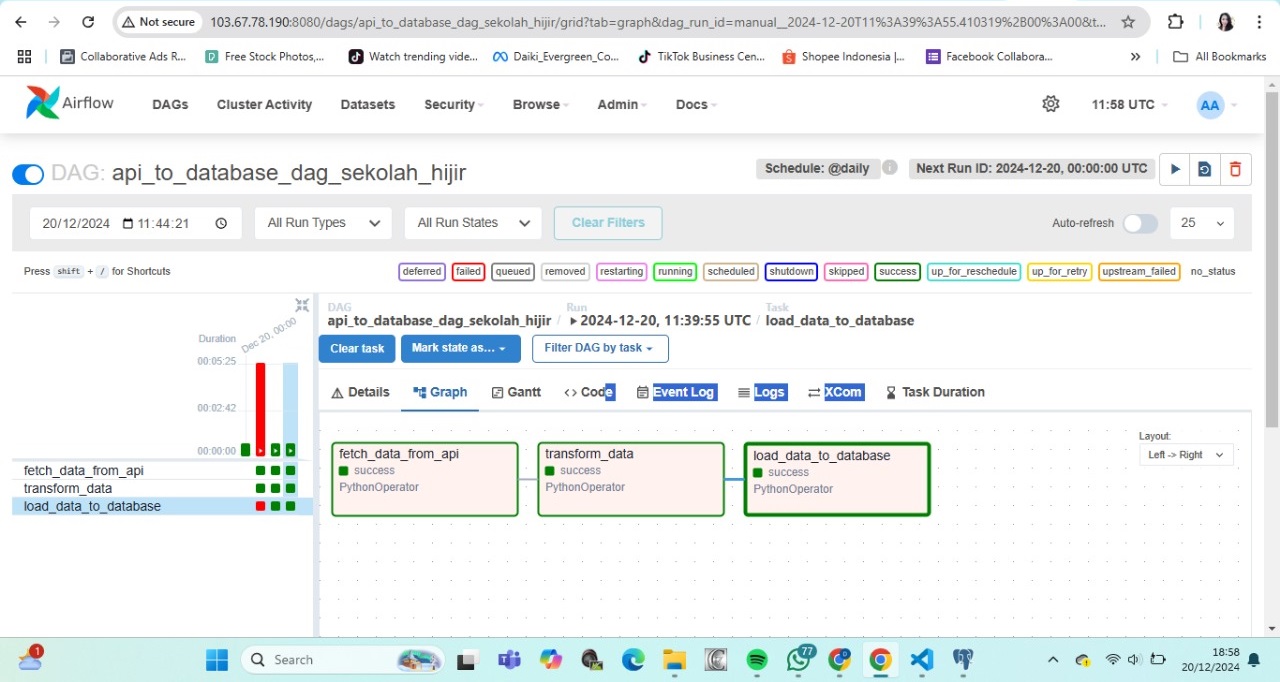 Not secure 103.67.78.190:8080/dags/api_to_database_dag_sekolah_hijir/grid?tab=graph&dag_run_id=manual__2024-12-20T11%3A39%3A55.410319%2B00%3A00&t...
Collaborative Ads R... Free Stock Photos,... Watch trending vide... Daiki_Evergreen_Co... TikTok Business Cen... Shopee Indonesia |... Facebook Collabora... » All Bookmarks
Airflow DAGs Cluster Activity Datasets Security Browse Admin Docs 11:58 UTC AA
DAG: api_to_database_dag_sekolah_hijir Schedule: @daily i Next Run ID: 2024-12-20, 00:00:00 UTC
20/12/2024 11:44:21 All Run Types All Run States Clear Filters Auto-refresh 25
Press shift + / for Shortcuts deferred failed queued removed restarting running scheduled shutdown skipped success up_for_reschedule up_for_retry upstream_failed no_status
DAG Run Task
api_to_database_dag_sekolah_hijir / 2024-12-20, 11:39:55 UTC / load_data_to_database
Duration Dec 20, 00:00
00:05:25
00:02:42
00:00:00
Clear task Mark state as... Filter DAG by task
Details Graph Gantt Code Event Log Logs XCom Task Duration
fetch_data_from_api
transform_data
load_data_to_database
fetch_data_from_api
success
PythonOperator
transform_data
success
PythonOperator
load_data_to_database
success
PythonOperator
Layout:
Left -> Right
1 Search 77 18:58
20/12/2024